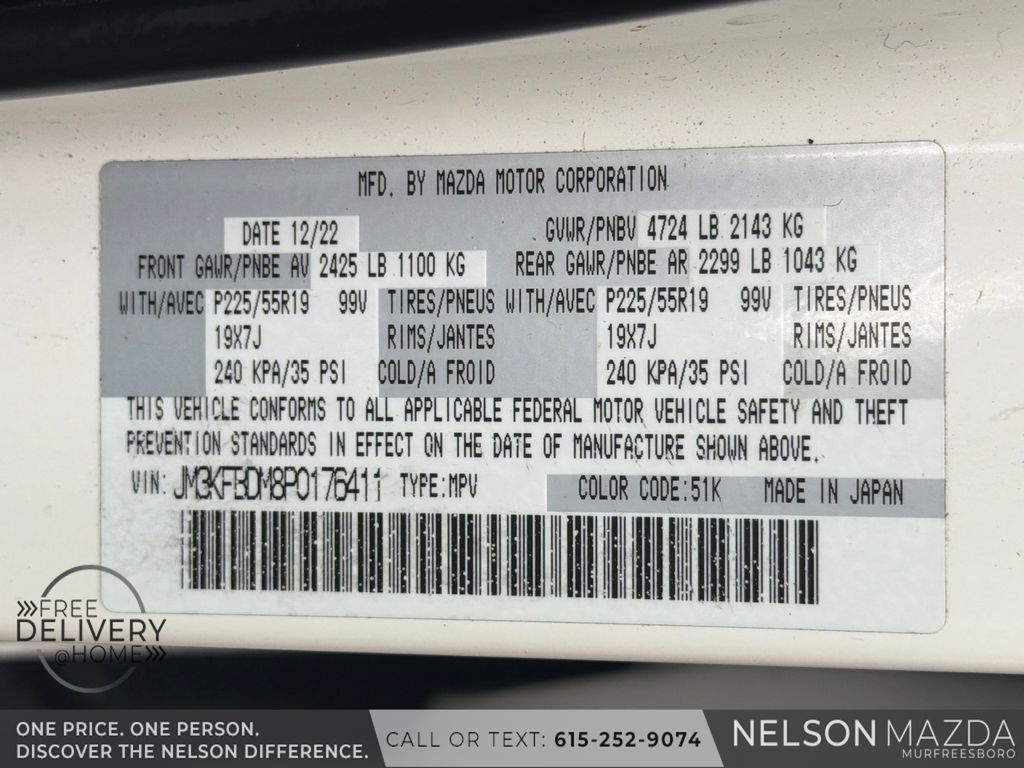 MFD. BY MAZDA MOTOR CORPORATION
DATE 12/22 GVWR/PNBV 4724 LB 2143 KG
FRONT GAWR/PNBE AV 2425 LB 1100 KG REAR GAWR/PNBE AR 2299 LB 1043 KG
WITH/AVEC P225/55R19 99V TIRES/PNEUS WITH/AVEC P225/55R19 99V TIRES/PNEUS
19X7J RIMS/JANTES 19X7J RIMS/JANTES
240 KPA/35 PSI COLD/A FROID 240 KPA/35 PSI COLD/A FROID
THIS VEHICLE CONFORMS TO ALL APPLICABLE FEDERAL MOTOR VEHICLE SAFETY AND THEFT
PREVENTION STANDARDS IN EFFECT ON THE DATE OF MANUFACTURE SHOWN ABOVE.
VIN: JM3KFBDM8P0176411 TYPE:MPV COLOR CODE:51K MADE IN JAPAN
FREE
DELIVERY
@HOME
ONE PRICE. ONE PERSON.
DISCOVER THE NELSON DIFFERENCE.
CALL OR TEXT: 615-252-9074
NELSON MAZDA
MURFREESBORO